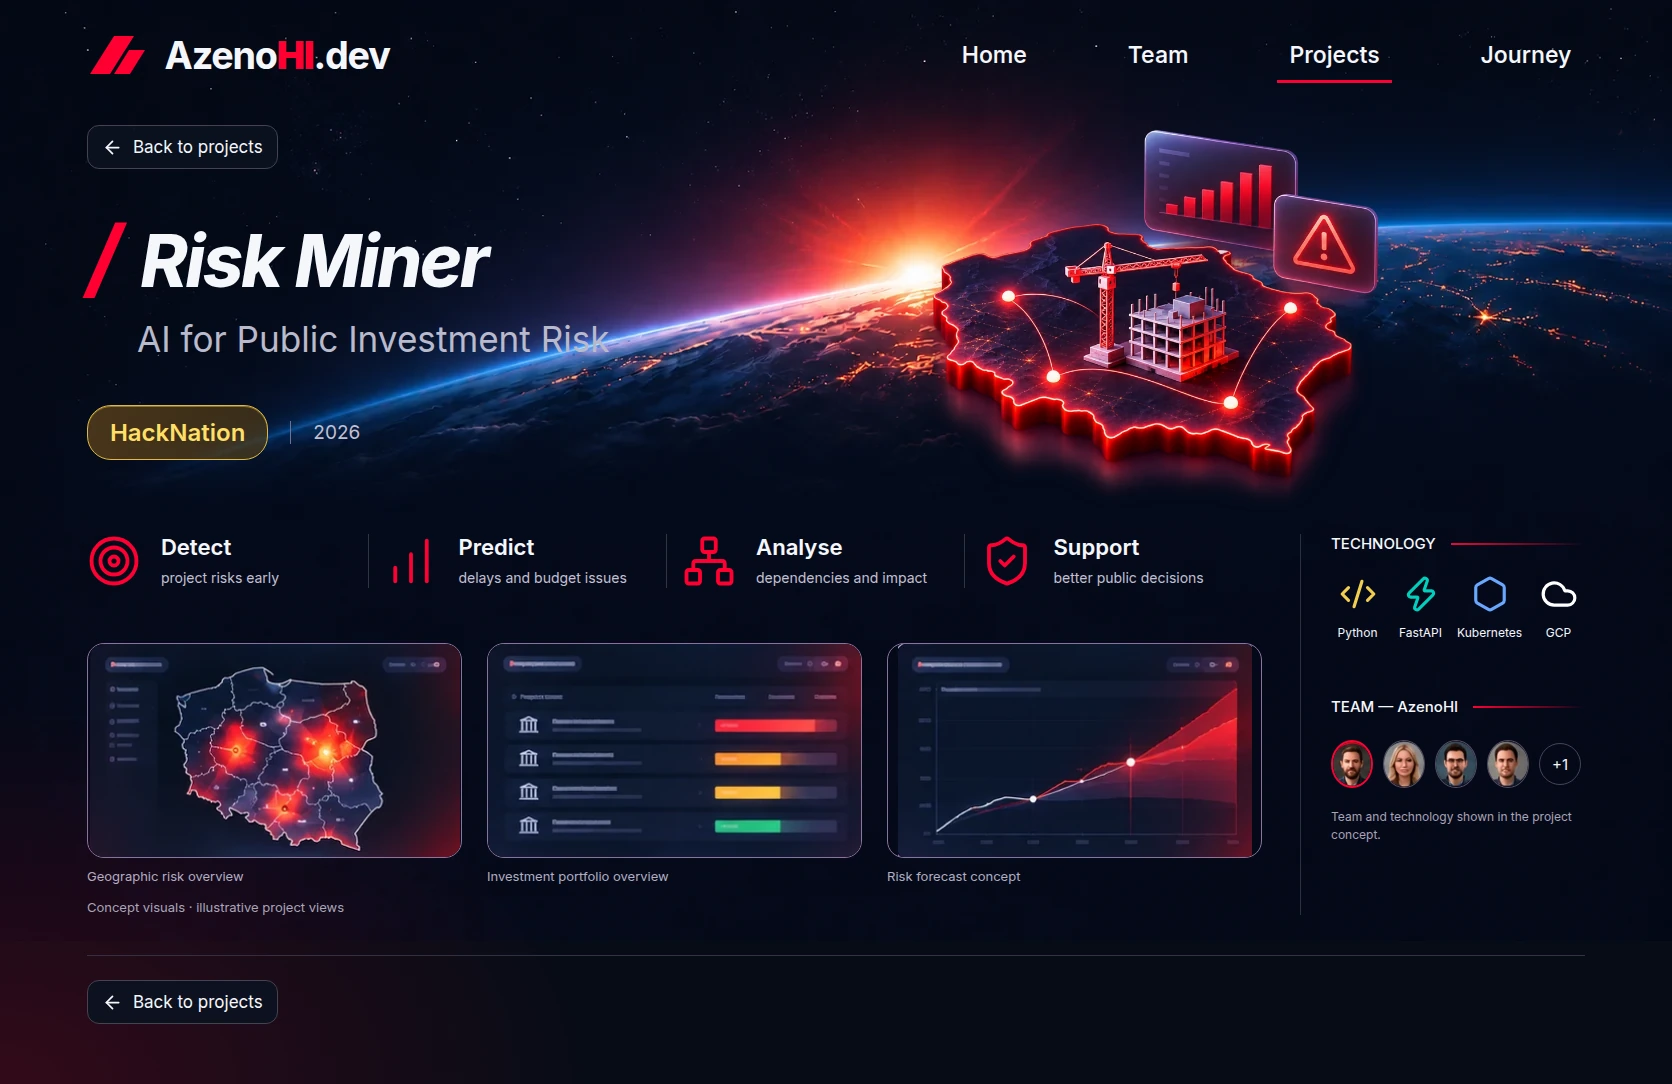 AzenoHI.dev
Home
Team
Projects
Journey
Back to projects
Risk Miner
AI for Public Investment Risk
HackNation
2026
Detect
project risks early
Predict
delays and budget issues
Analyse
dependencies and impact
Support
better public decisions
TECHNOLOGY
Python
FastAPI
Kubernetes
GCP
TEAM — AzenoHI
+1
Team and technology shown in the project
concept.
Geographic risk overview
Investment portfolio overview
Risk forecast concept
Concept visuals · illustrative project views
Back to projects